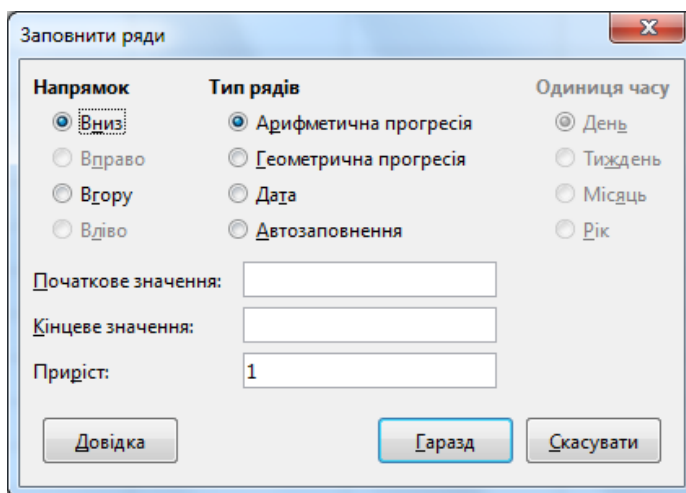 Заповнити ряди
Напрямок Тип рядів Одиниця часу
Вниз Арифметична прогресія День
Вправо Геометрична прогресія Тиждень
Вгору Дата Місяць
Вліво Автозаповнення Рік
Початкове значення:
Кінцеве значення:
Приріст: 1
Довідка Гаразд Скасувати